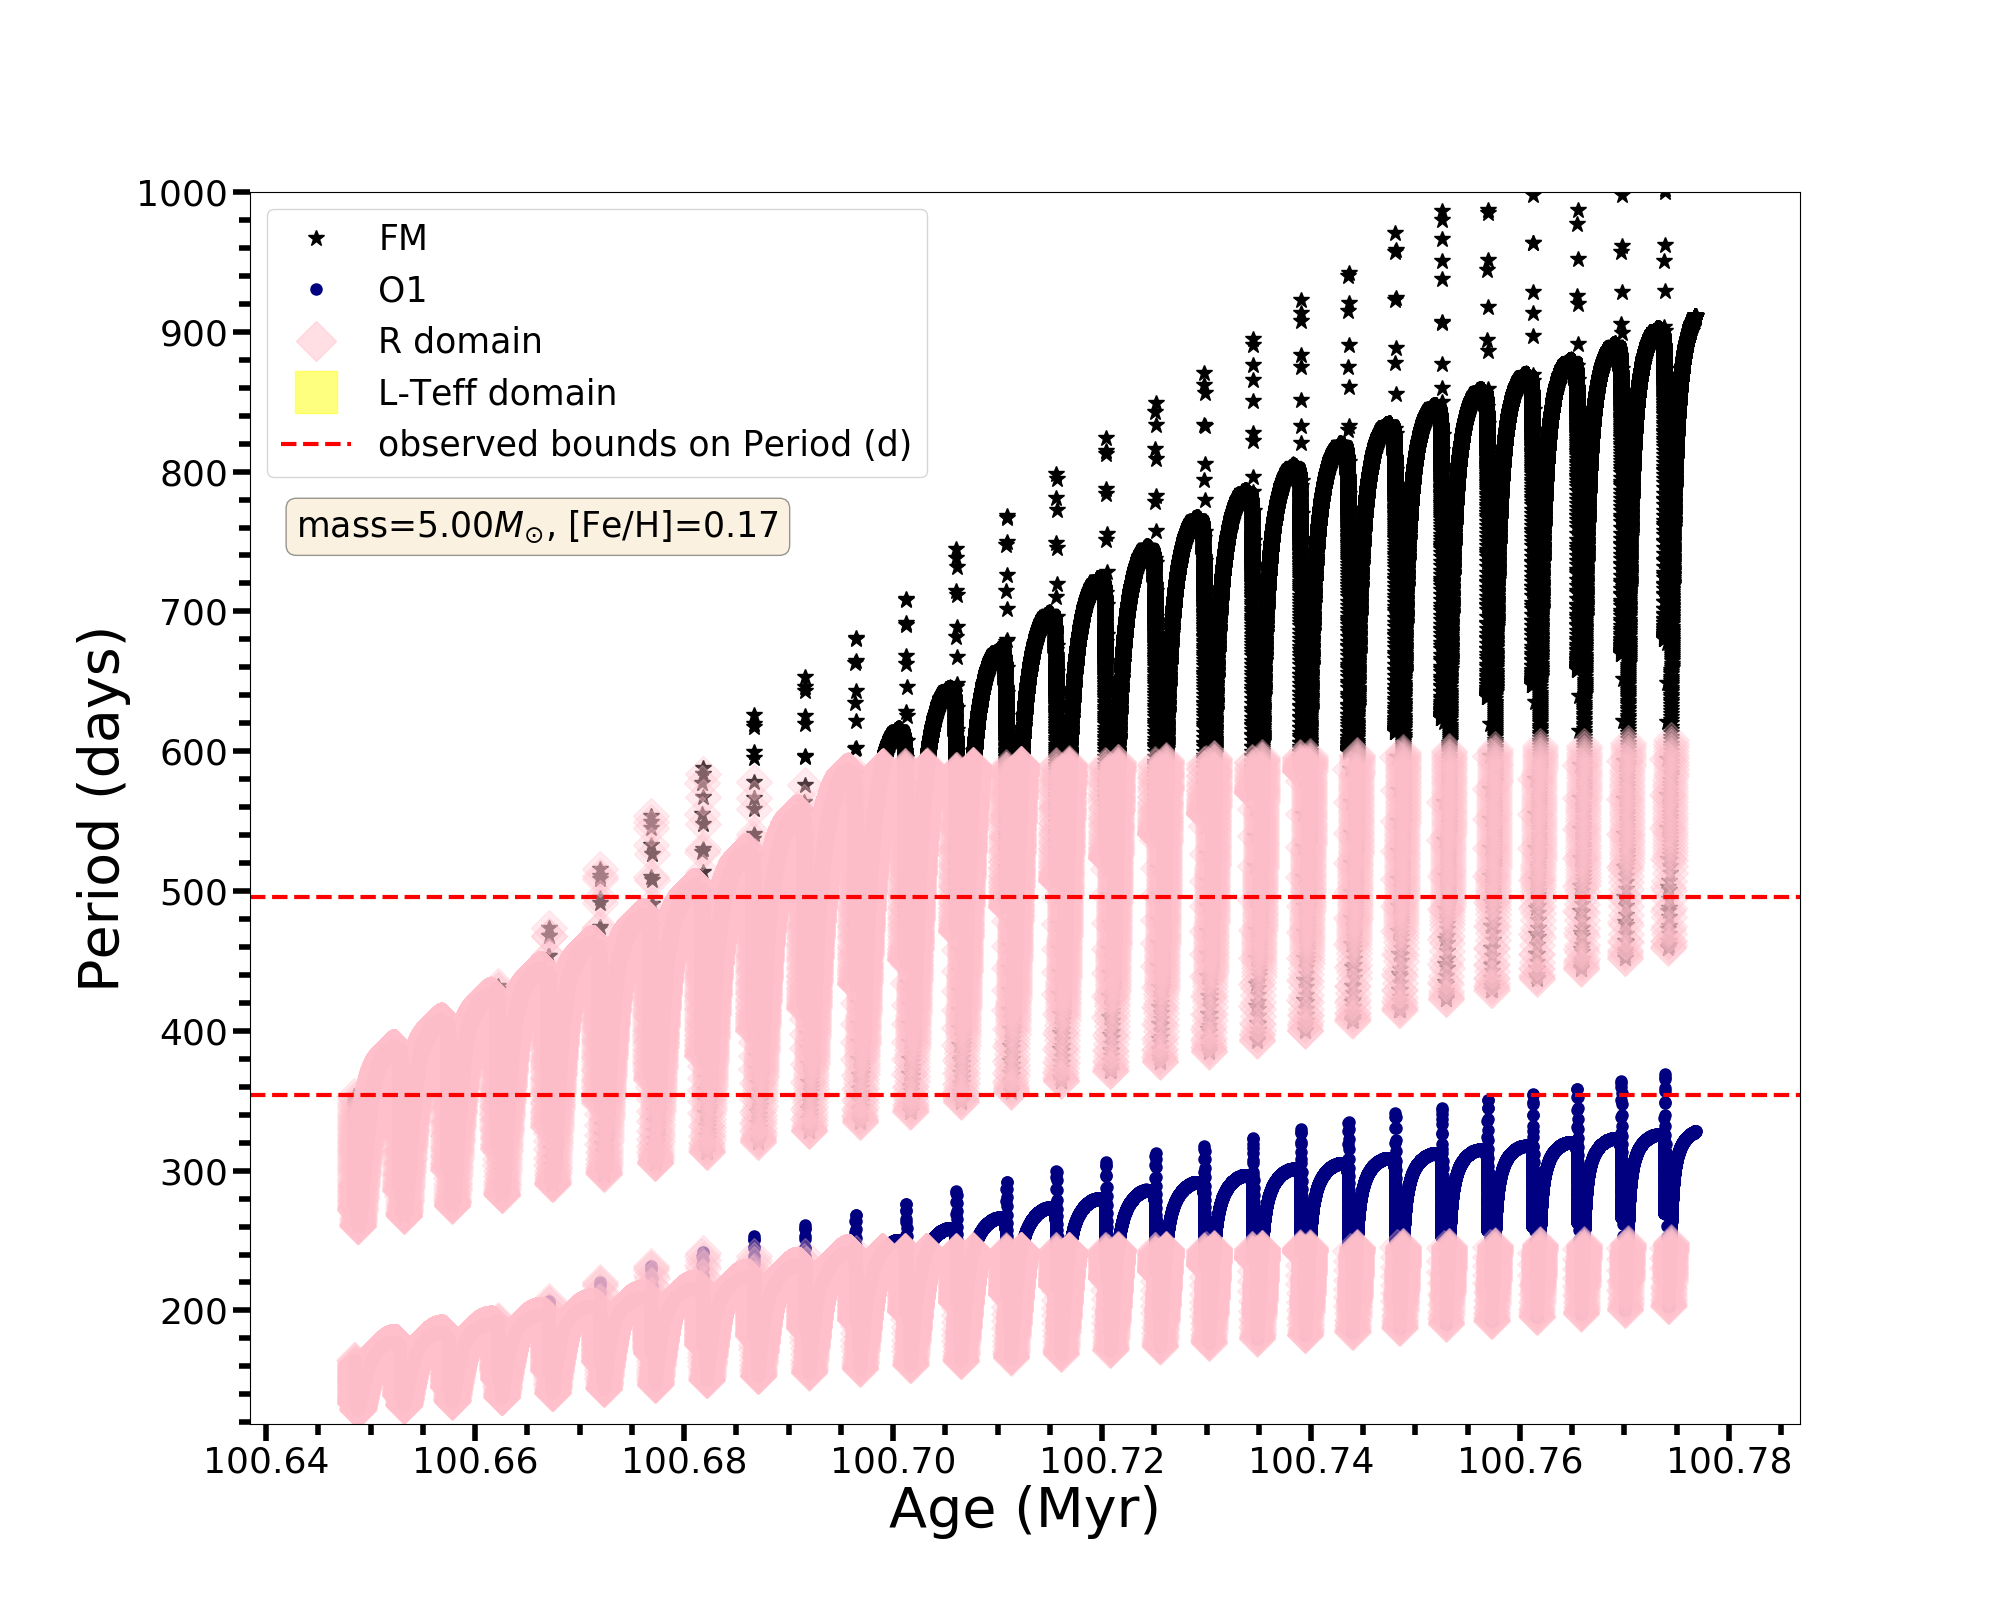 1000
900
800
700
600
500
400
300
200
Period (days)
FM
O1
R domain
L-Teff domain
observed bounds on Period (d)
mass=5.00M☉, [Fe/H]=0.17
100.64 100.66 100.68 100.70 100.72 100.74 100.76 100.78
Age (Myr)